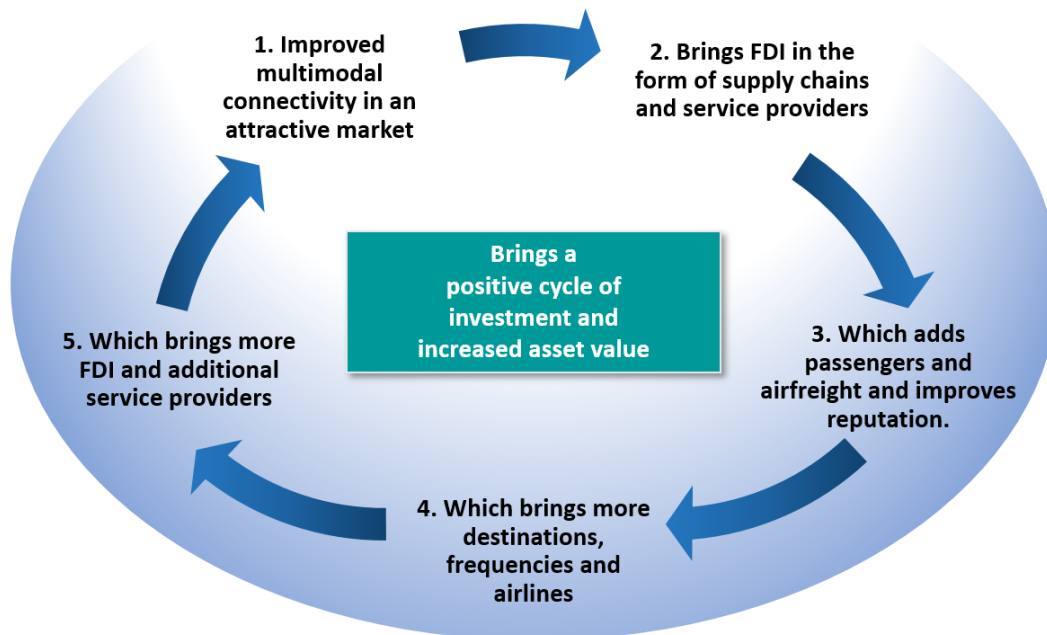 1. Improved
multimodal
connectivity in an
attractive market
2. Brings FDI in the
form of supply chains
and service providers
Brings a
positive cycle of
investment and
increased asset value
3. Which adds
passengers and
airfreight and improves
reputation.
4. Which brings more
destinations,
frequencies and
airlines
5. Which brings more
FDI and additional
service providers